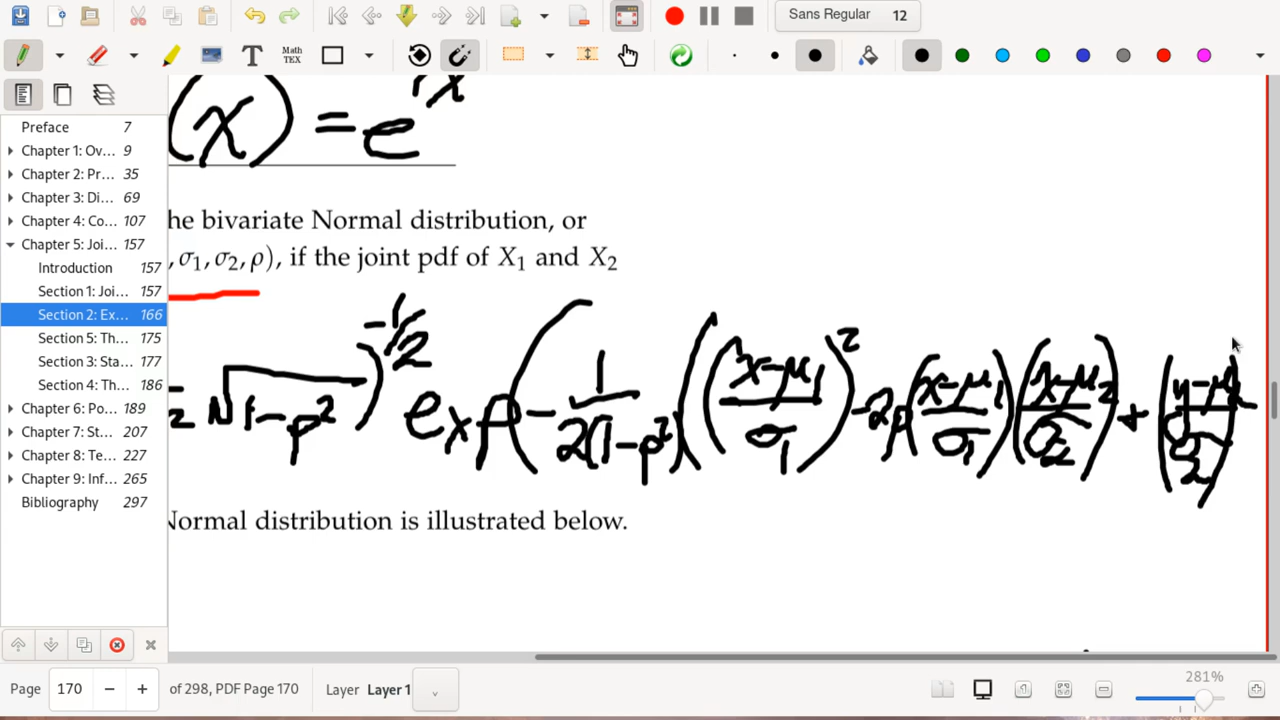 Sans Regular 12
T Math TEX
Preface 7
Chapter 1: Ov... 9
Chapter 2: Pr... 35
Chapter 3: Di... 69
Chapter 4: Co... 107
Chapter 5: Joi... 157
Introduction 157
Section 1: Joi... 157
Section 2: Ex... 166
Section 5: Th... 175
Section 3: Sta... 177
Section 4: Th... 186
Chapter 6: Po... 189
Chapter 7: St... 207
Chapter 8: Te... 227
Chapter 9: Inf... 265
Bibliography 297
(x) = e^{rx}
he bivariate Normal distribution, or
, σ₁, σ₂, ρ), if the joint pdf of X₁ and X₂
₂ √(1-ρ²))^{-1/2} exp(-1/(2(1-ρ²)) (((x-μ₁)/σ₁)² -2ρ((x-μ₁)/σ₁)((x-μ₂)/σ₂) + ((y-μ₂)/σ₂)
Normal distribution is illustrated below.
281%
Page 170 − + of 298, PDF Page 170 Layer Layer 1